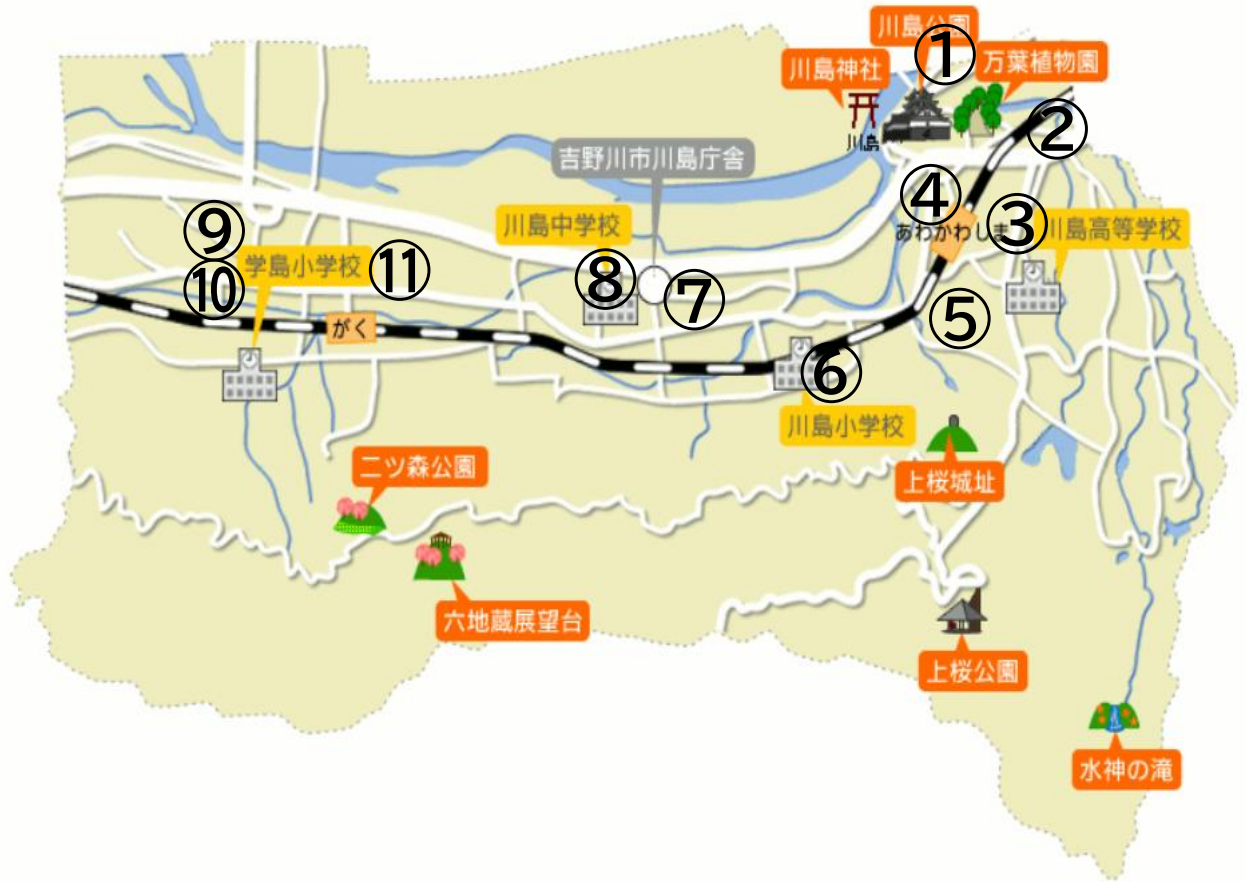 川島公園
①
川島神社
万葉植物園
川島
②
吉野川市川島庁舎
④
あわかわしま
③
川島高等学校
川島中学校
⑨
学島小学校
⑪
⑩
⑧
⑦
⑤
がく
⑥
川島小学校
二ツ森公園
上桜城址
六地蔵展望台
上桜公園
水神の滝